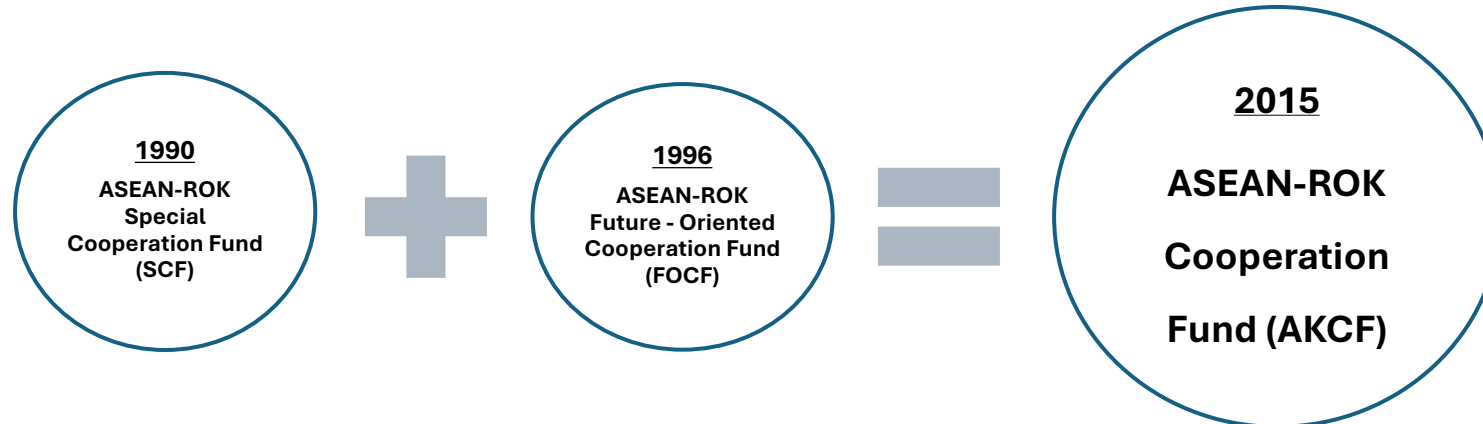 1990
ASEAN-ROK
Special
Cooperation Fund
(SCF)
1996
ASEAN-ROK
Future - Oriented
Cooperation Fund
(FOCF)
2015
ASEAN-ROK
Cooperation
Fund (AKCF)